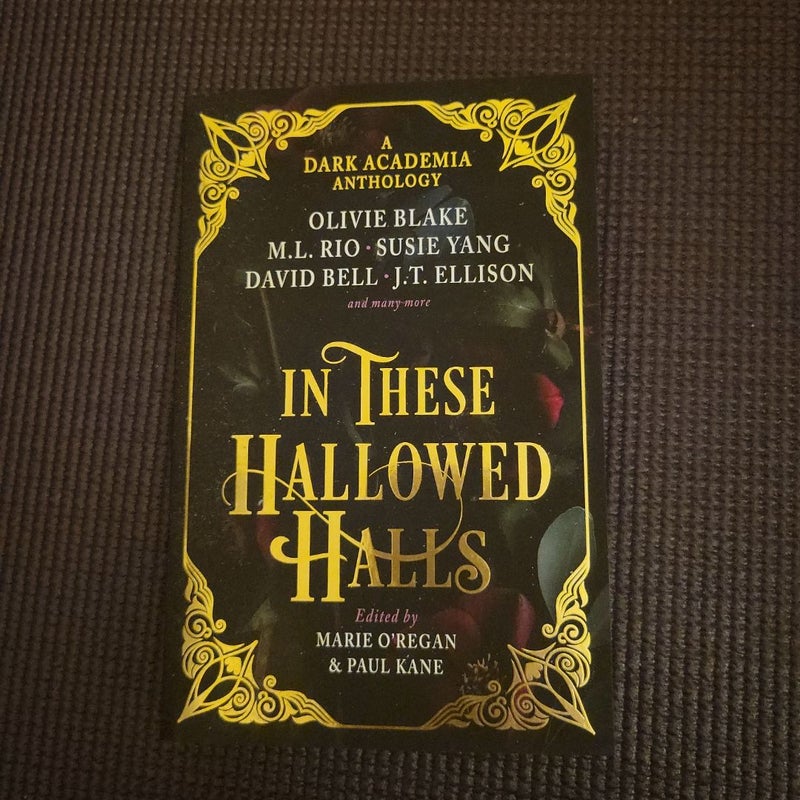 A
DARK ACADEMIA
ANTHOLOGY
OLIVIE BLAKE
M.L. RIO · SUSIE YANG
DAVID BELL · J.T. ELLISON
and many more
IN THESE
HALLOWED
HALLS
Edited by
MARIE O'REGAN
& PAUL KANE